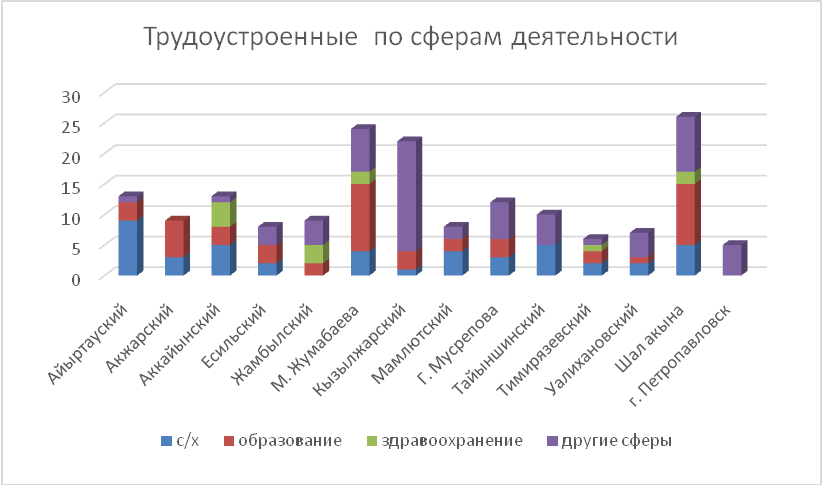 Трудоустроенные по сферам деятельности
30
25
20
15
10
5
0
Айыртауский
Акжарский
Аккайынский
Есильский
Жамбылский
М. Жумабаева
Кызылжарский
Мамлютский
Г. Мусрепова
Тайыншинский
Тимирязевский
Уалихановский
Шал акына
г. Петропавловск
с/х образование здравоохранение другие сферы